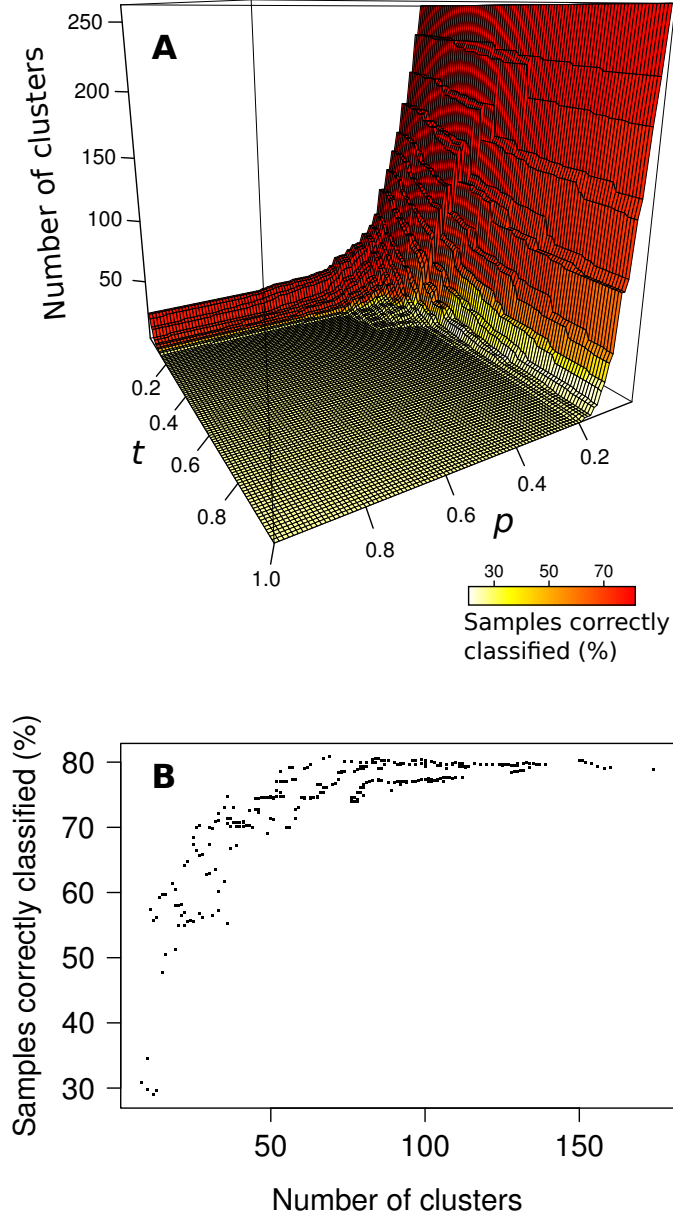 A
Number of clusters
250
200
150
100
50
0.2
0.4
0.6
0.8
1.0
t
0.2
0.4
0.6
0.8
p
30 50 70
Samples correctly
classified (%)
B
Samples correctly classified (%)
80
70
60
50
40
30
50 100 150
Number of clusters